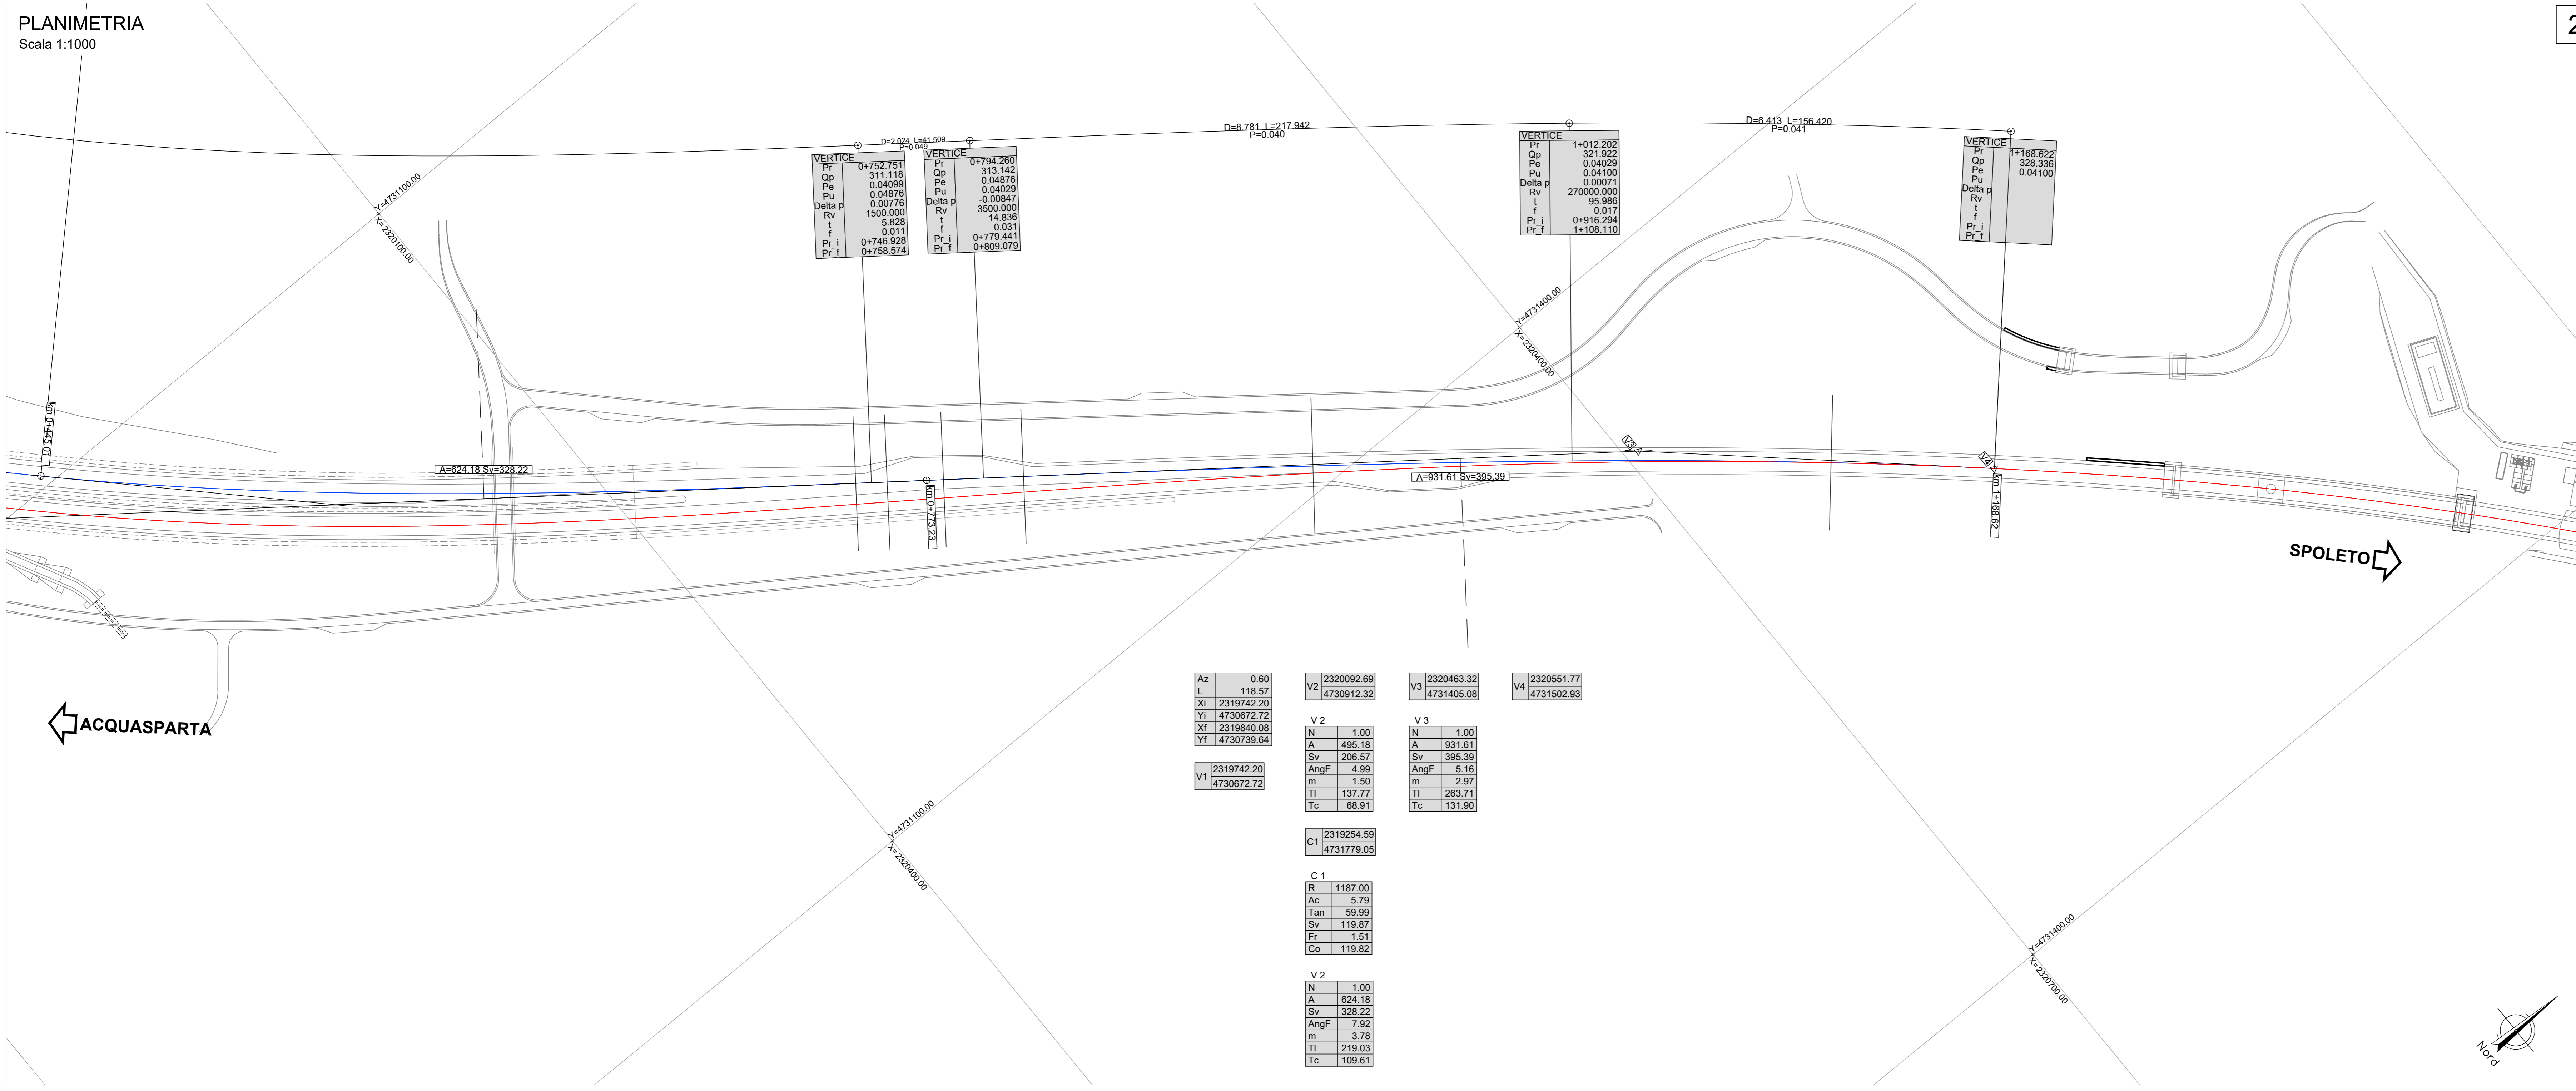 PLANIMETRIA
Scala 1:1000
2
D=2.024 L=41.509
P=0.049
D=8.781 L=217.942
P=0.040
D=6.413 L=156.420
P=0.041
VERTICE
Pr 0+752.751
Qp 311.118
Pe 0.04099
Pu 0.04876
Delta p 0.00776
Rv 1500.000
t 5.828
f 0.011
Pr_i 0+746.928
Pr_f 0+758.574
VERTICE
Pr 0+794.260
Qp 313.142
Pe 0.04876
Pu 0.04029
Delta p -0.00847
Rv 3500.000
t 14.836
f 0.031
Pr_i 0+779.441
Pr_f 0+809.079
VERTICE
Pr 1+012.202
Qp 321.922
Pe 0.04029
Pu 0.04100
Delta p 0.00071
Rv 270000.000
t 95.986
f 0.017
Pr_i 0+916.294
Pr_f 1+108.110
VERTICE
Pr 1+168.622
Qp 328.336
Pe 0.04100
Pu
Delta p
Rv
t
f
Pr_i
Pr_f
Y=4731100.00
X= 2320100.00
Y=4731400.00
X= 2320400.00
km 0+445.01
A=624.18 Sv=328.22
km 0+773.23
A=931.61 Sv=395.39
V3
V4
km 1+168.62
SPOLETO
ACQUASPARTA
Az 0.60
L 118.57
Xi 2319742.20
Yi 4730672.72
Xf 2319840.08
Yf 4730739.64
V1 2319742.20
4730672.72
V2 2320092.69
4730912.32
V 2
N 1.00
A 495.18
Sv 206.57
AngF 4.99
m 1.50
Tl 137.77
Tc 68.91
C1 2319254.59
4731779.05
C 1
R 1187.00
Ac 5.79
Tan 59.99
Sv 119.87
Fr 1.51
Co 119.82
V 2
N 1.00
A 624.18
Sv 328.22
AngF 7.92
m 3.78
Tl 219.03
Tc 109.61
V3 2320463.32
4731405.08
V 3
N 1.00
A 931.61
Sv 395.39
AngF 5.16
m 2.97
Tl 263.71
Tc 131.90
V4 2320551.77
4731502.93
Y=4731100.00
X= 2320400.00
Y=4731400.00
X= 2320700.00
Nord